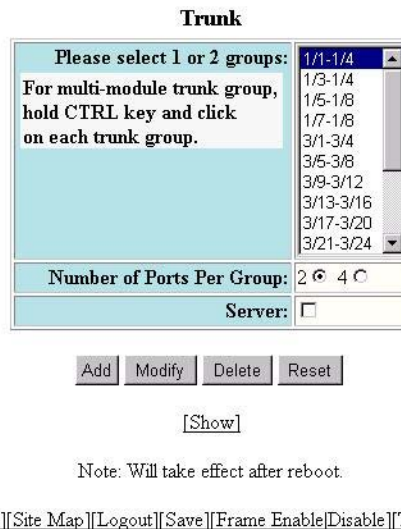 Trunk
Please select 1 or 2 groups:
For multi-module trunk group,
hold CTRL key and click
on each trunk group.
1/1-1/4
1/3-1/4
1/5-1/8
1/7-1/8
3/1-3/4
3/5-3/8
3/9-3/12
3/13-3/16
3/17-3/20
3/21-3/24
Number of Ports Per Group: 2 4
Server:
Add Modify Delete Reset
[Show]
Note: Will take effect after reboot.
][Site Map][Logout][Save][Frame Enable|Disable][